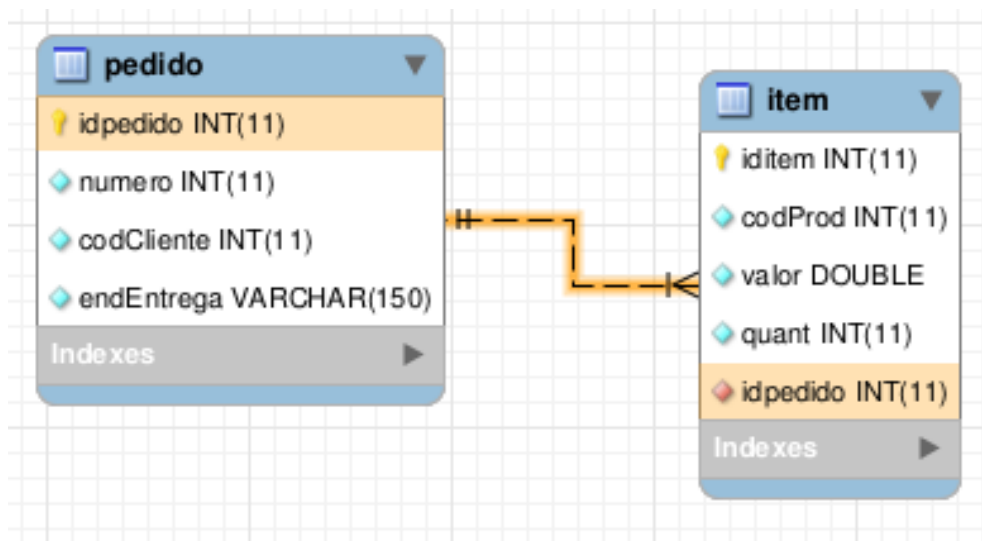 pedido
idpedido INT(11)
numero INT(11)
codCliente INT(11)
endEntrega VARCHAR(150)
Indexes
item
iditem INT(11)
codProd INT(11)
valor DOUBLE
quant INT(11)
idpedido INT(11)
Indexes